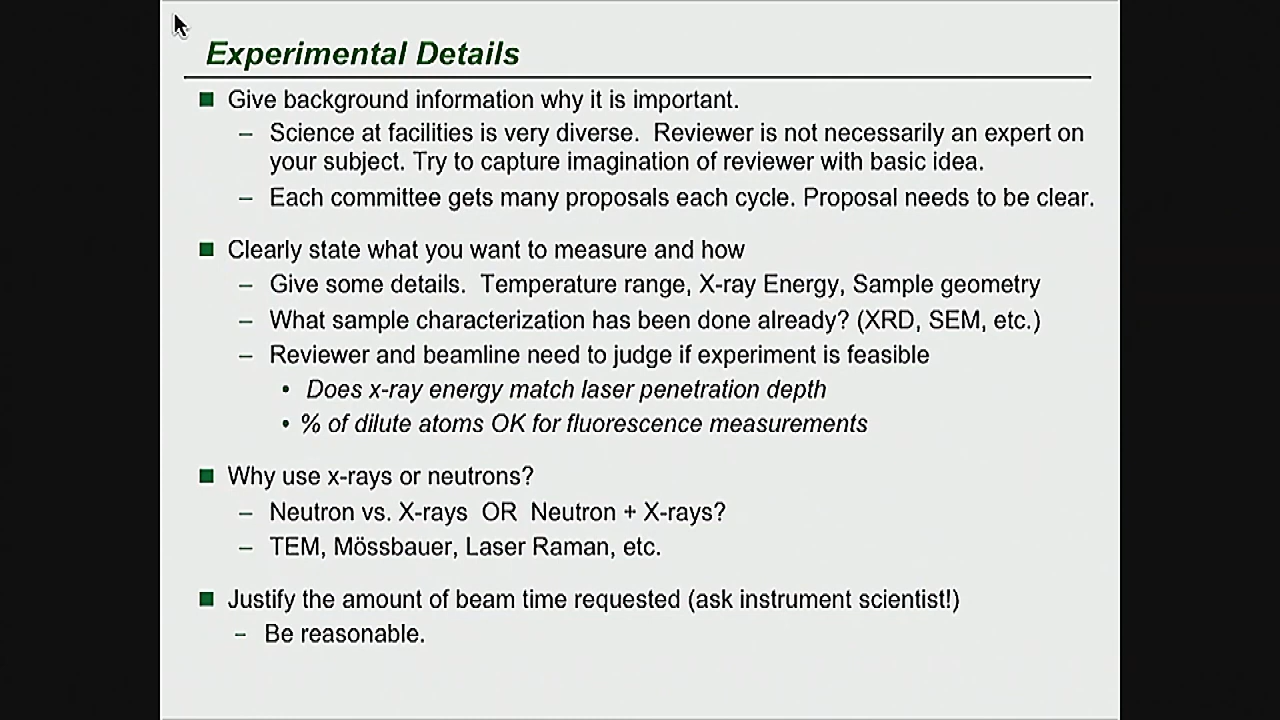 Experimental Details
■ Give background information why it is important.
– Science at facilities is very diverse.  Reviewer is not necessarily an expert on
your subject. Try to capture imagination of reviewer with basic idea.
– Each committee gets many proposals each cycle. Proposal needs to be clear.
■ Clearly state what you want to measure and how
– Give some details.  Temperature range, X-ray Energy, Sample geometry
– What sample characterization has been done already? (XRD, SEM, etc.)
– Reviewer and beamline need to judge if experiment is feasible
• Does x-ray energy match laser penetration depth
• % of dilute atoms OK for fluorescence measurements
■ Why use x-rays or neutrons?
– Neutron vs. X-rays  OR  Neutron + X-rays?
– TEM, Mössbauer, Laser Raman, etc.
■ Justify the amount of beam time requested (ask instrument scientist!)
– Be reasonable.